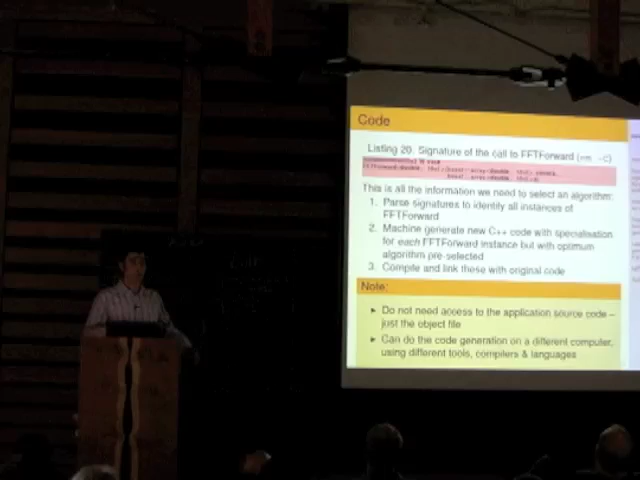 Code
Listing 20. Signature of the call to FFTForward (nm -C)
This is all the information we need to select an algorithm:
1. Parse signatures to identify all instances of
FFTForward
2. Machine generate new C++ code with specialisation
for each FFTForward instance but with optimum
algorithm pre-selected
3. Compile and link these with original code
Note:
Do not need access to the application source code –
just the object file
Can do the code generation on a different computer,
using different tools, compilers & languages